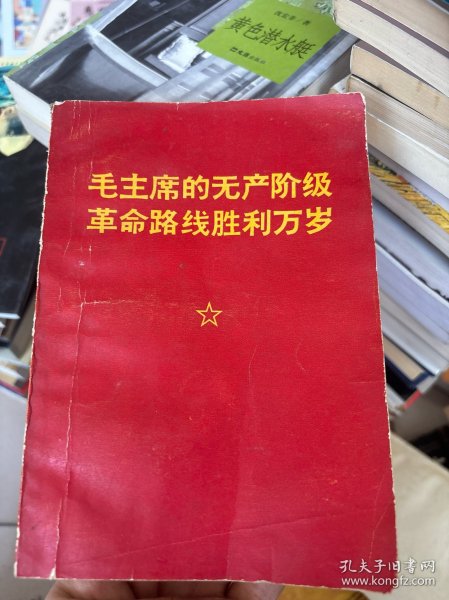 黄色潜水艇
著
毛主席的无产阶级
革命路线胜利万岁
孔夫子旧书网
www.kongfz.com